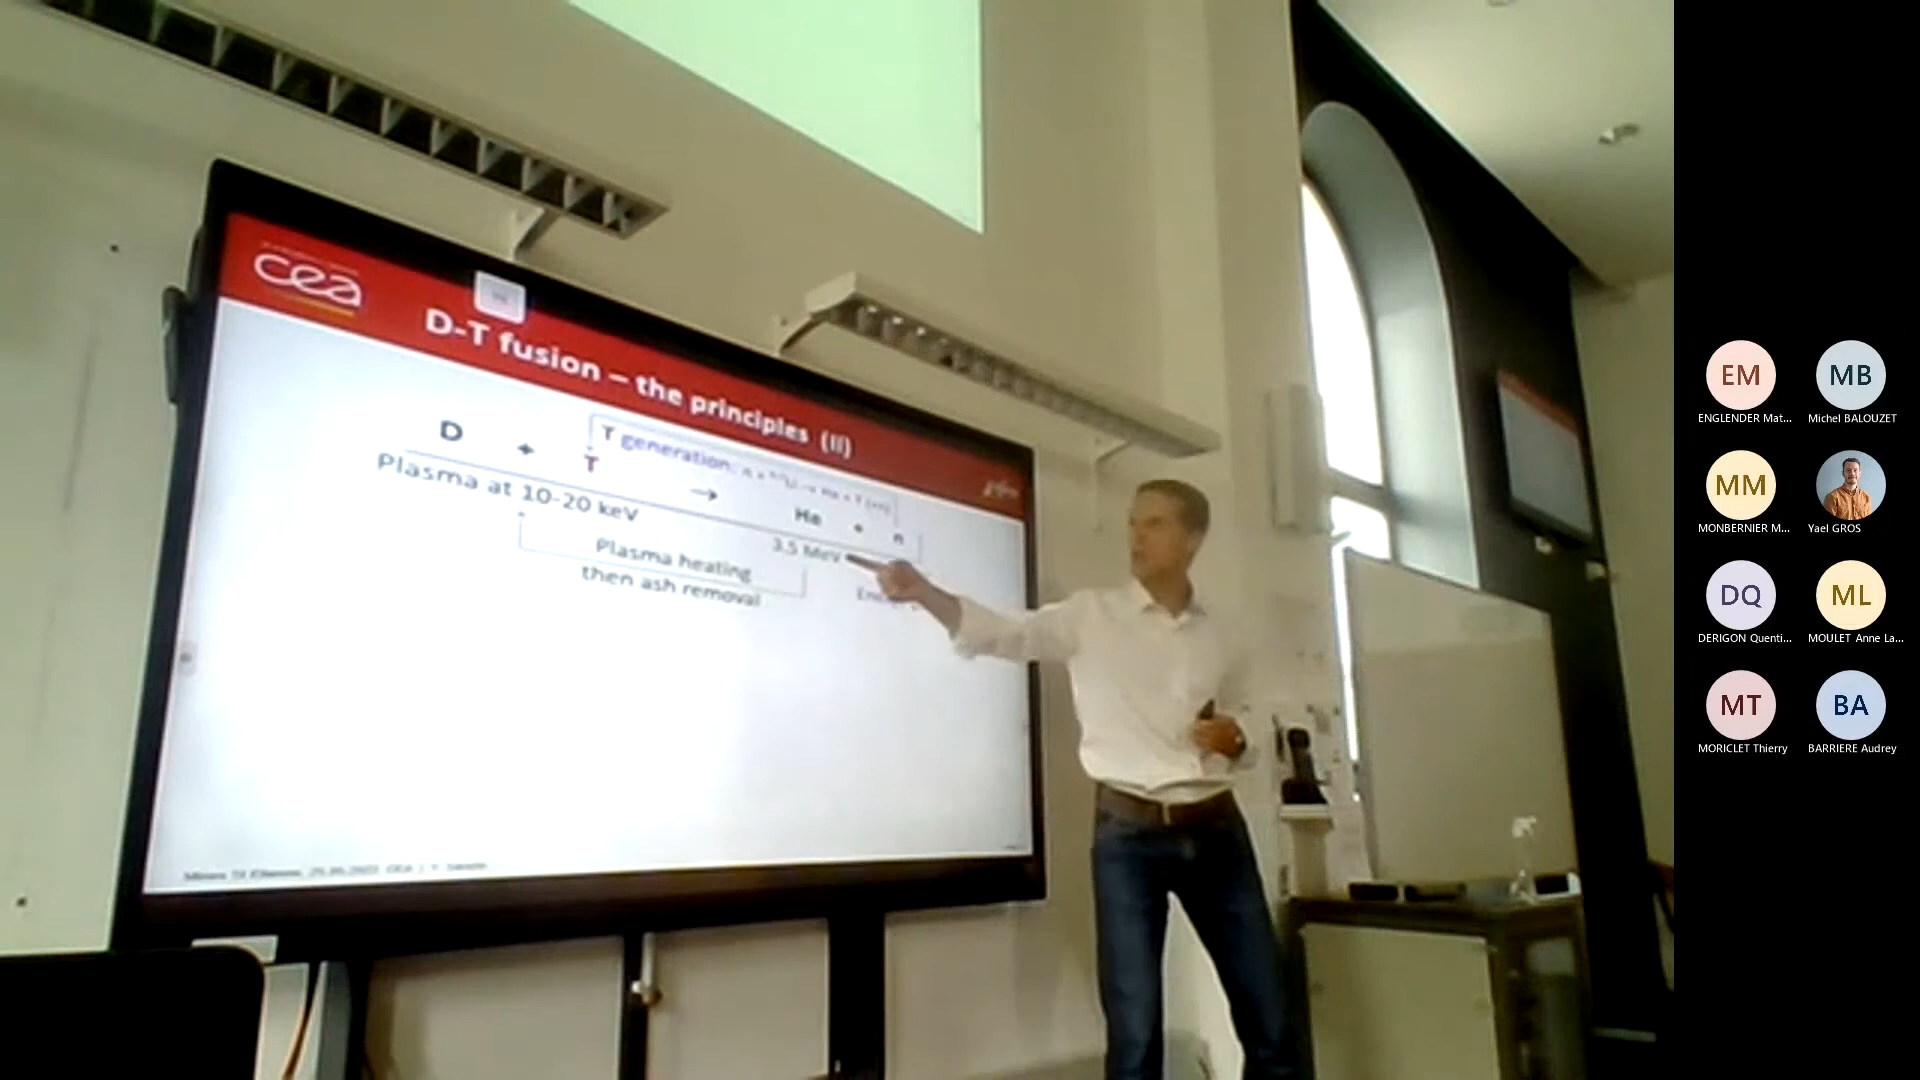 cea
D-T fusion – the principles (II)
T generation:
D + T → He + n
Plasma at 10-20 keV
3.5 MeV
Plasma heating
then ash removal
EM
MB
ENGLENDER Mat...
Michel BALOUZET
MM
MONBERNIER M...
Yael GROS
DQ
ML
DERIGON Quenti...
MOULET Anne La...
MT
BA
MORICLET Thierry
BARRIERE Audrey